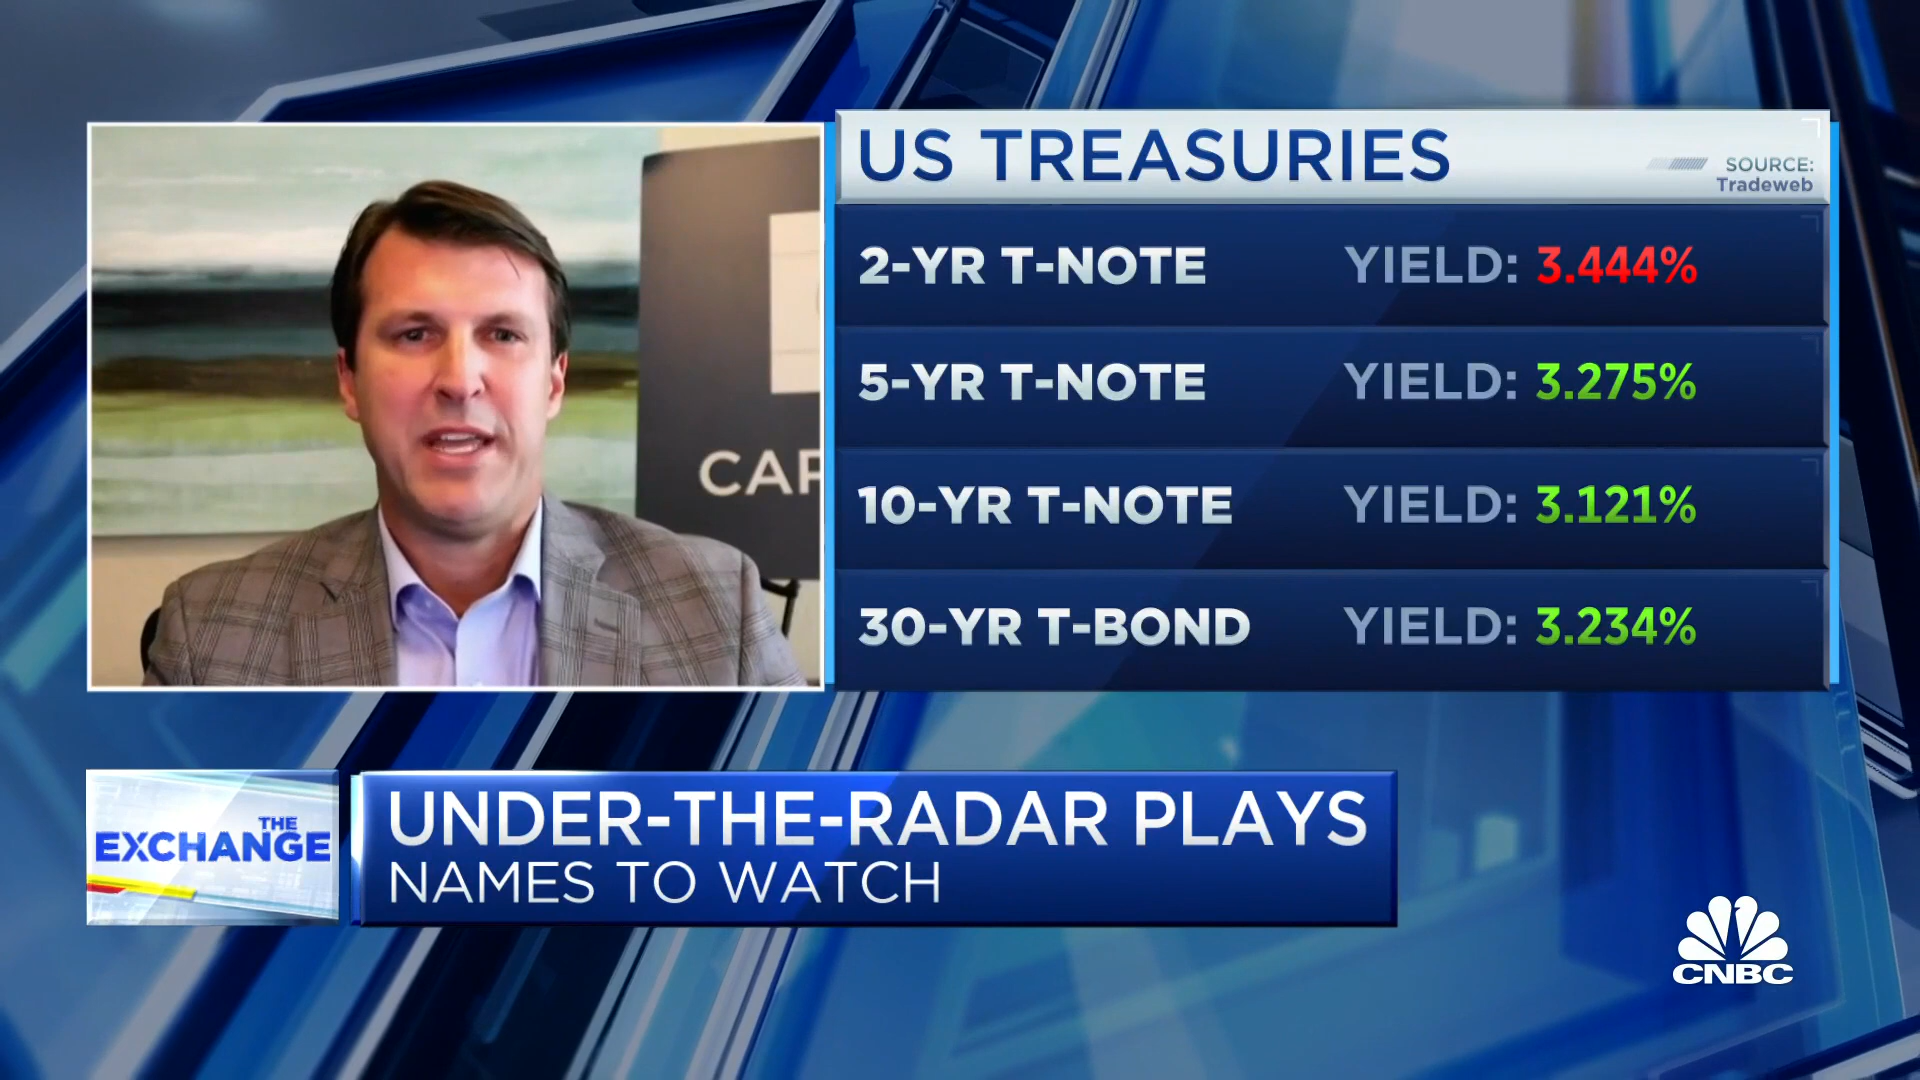 US TREASURIES
SOURCE:
Tradeweb
2-YR T-NOTE YIELD: 3.444%
5-YR T-NOTE YIELD: 3.275%
10-YR T-NOTE YIELD: 3.121%
30-YR T-BOND YIELD: 3.234%
THE
EXCHANGE
UNDER-THE-RADAR PLAYS
NAMES TO WATCH
CNBC